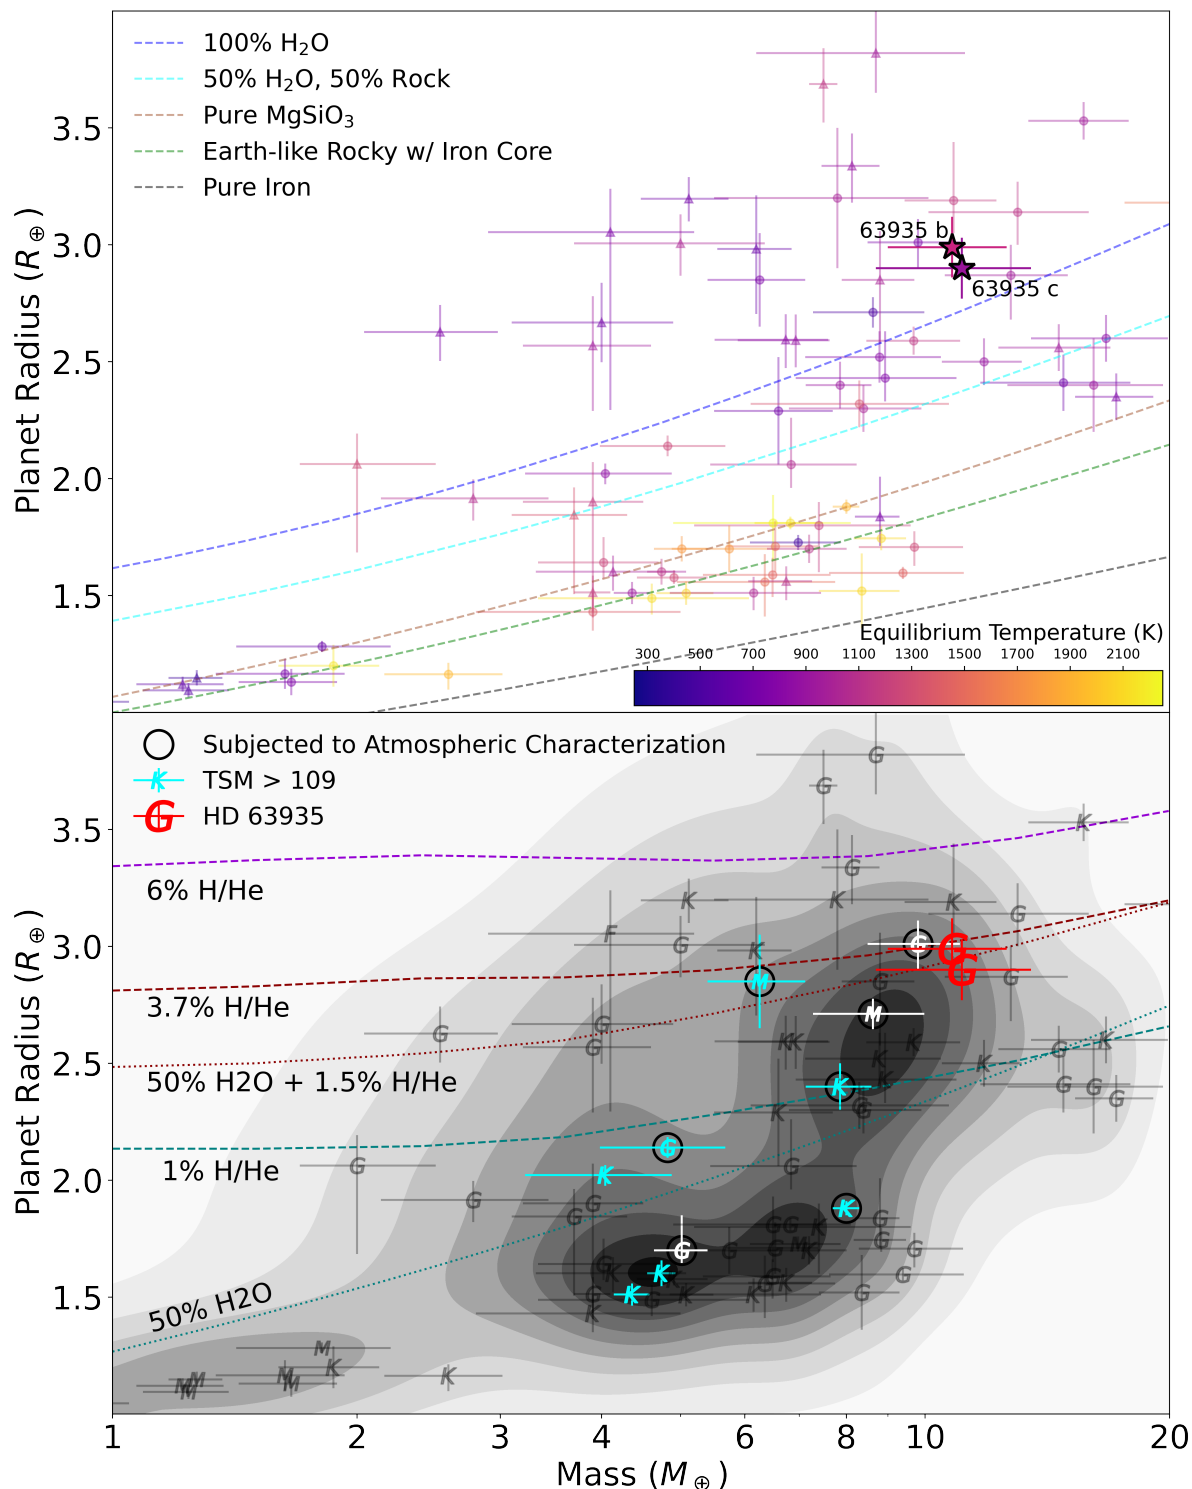 100% H₂O
50% H₂O, 50% Rock
Pure MgSiO₃
Earth-like Rocky w/ Iron Core
Pure Iron
3.5
3.0
2.5
2.0
1.5
Planet Radius (R⊕)
63935 b
63935 c
Equilibrium Temperature (K)
300 500 700 900 1100 1300 1500 1700 1900 2100
Subjected to Atmospheric Characterization
K TSM > 109
G HD 63935
3.5
3.0
2.5
2.0
1.5
Planet Radius (R⊕)
6% H/He
3.7% H/He
50% H2O + 1.5% H/He
1% H/He
50% H2O
1 2 3 4 6 8 10 20
Mass (M⊕)